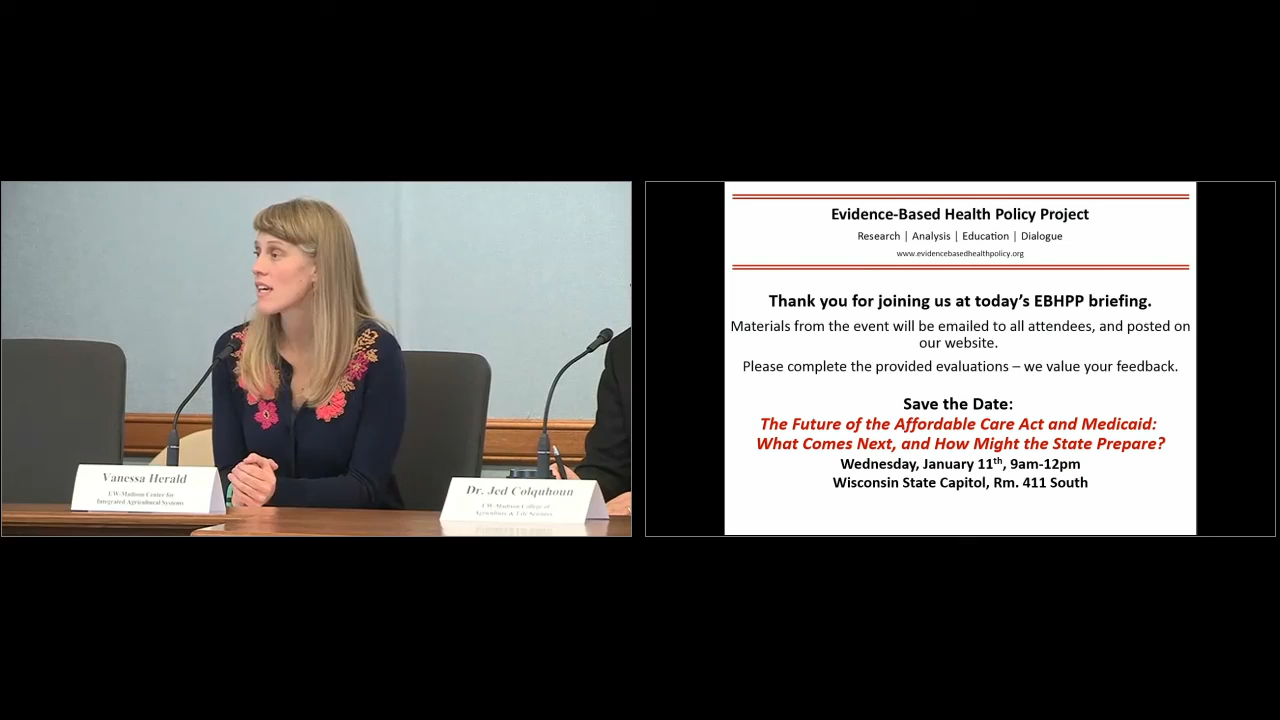 Vanessa Herald
UW-Madison Center for
Integrated Agricultural Systems
Dr. Jed Colquhoun
UW-Madison College of
Agriculture & Life Sciences
Evidence-Based Health Policy Project
Research | Analysis | Education | Dialogue
www.evidencebasedhealthpolicy.org
Thank you for joining us at today’s EBHPP briefing.
Materials from the event will be emailed to all attendees, and posted on
our website.
Please complete the provided evaluations – we value your feedback.
Save the Date:
The Future of the Affordable Care Act and Medicaid:
What Comes Next, and How Might the State Prepare?
Wednesday, January 11th, 9am-12pm
Wisconsin State Capitol, Rm. 411 South